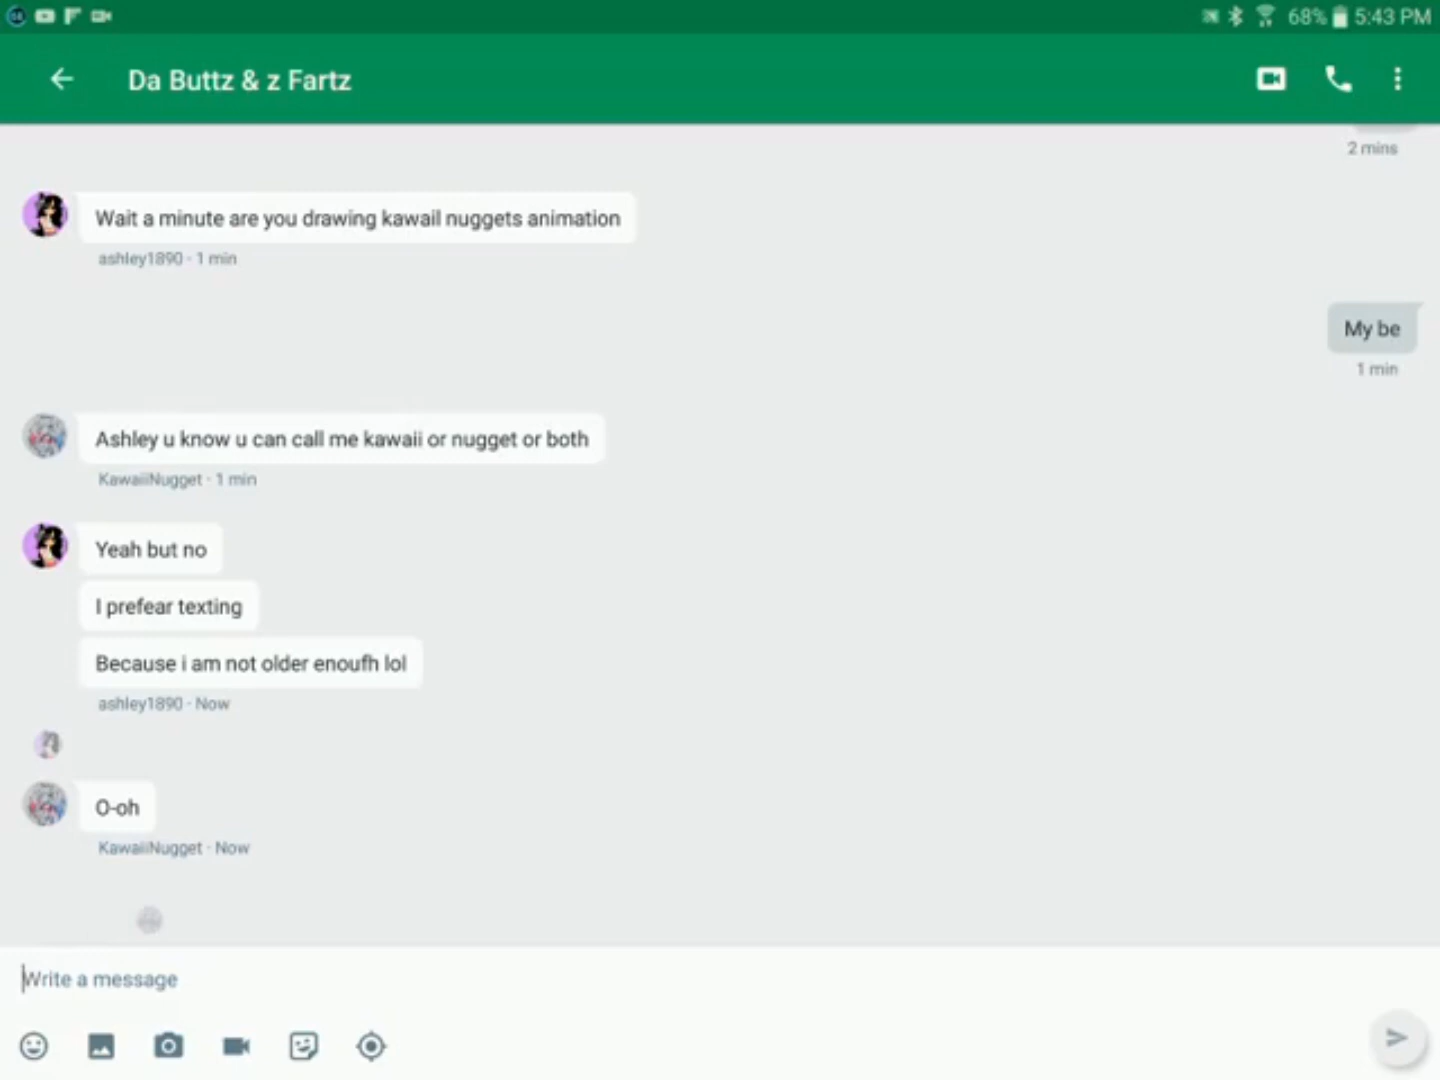 68% 5:43 PM
Da Buttz & z Fartz
2 mins
Wait a minute are you drawing kawail nuggets animation
ashley1890 · 1 min
My be
1 min
Ashley u know u can call me kawaii or nugget or both
KawaiiNugget · 1 min
Yeah but no
I prefear texting
Because i am not older enoufh lol
ashley1890 · Now
O-oh
KawaiiNugget · Now
Write a message